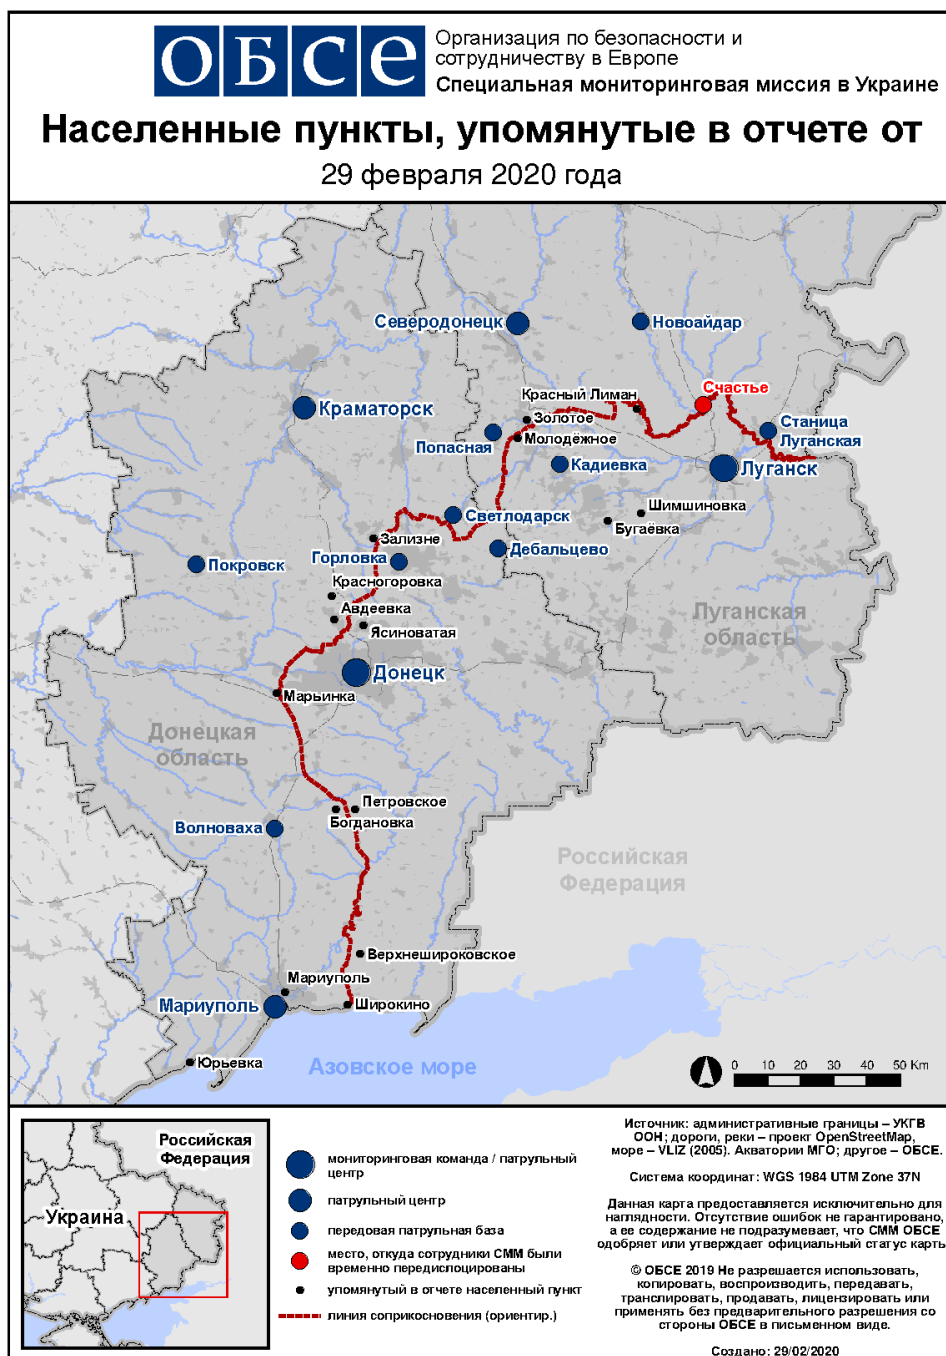 ОБСЕ
Организация по безопасности и
сотрудничеству в Европе
Специальная мониторинговая миссия в Украине
Населенные пункты, упомянутые в отчете от
29 февраля 2020 года
Северодонецк
Новоайдар
Счастье
Красный Лиман
Краматорск
Золотое
Станица
Луганская
Попасная
Молодёжное
Кадиевка
Луганск
Шимшиновка
Светлодарск
Бугаёвка
Зализне
Дебальцево
Горловка
Покровск
Красногоровка
Авдеевка
Луганская
область
Ясиноватая
Донецк
Марьинка
Донецкая
область
Петровское
Богдановка
Волноваха
Российская
Федерация
Верхнешироковское
Мариуполь
Мариуполь
Широкино
Юрьевка
Азовское море
0 10 20 30 40 50 Km
Российская
Федерация
Украина
мониторинговая команда / патрульный
центр
патрульный центр
передовая патрульная база
место, откуда сотрудники СММ были
временно передислоцированы
упомянутый в отчете населенный пункт
линия соприкосновения (ориентир.)
Источник: административные границы – УКГВ
ООН; дороги, реки – проект OpenStreetMap,
море – VLIZ (2005). Акватории МГО; другое – ОБСЕ.
Система координат: WGS 1984 UTM Zone 37N
Данная карта предоставляется исключительно для
наглядности. Отсутствие ошибок не гарантировано,
а ее содержание не подразумевает, что СММ ОБСЕ
одобряет или утверждает официальный статус карты
© ОБСЕ 2019 Не разрешается использовать,
копировать, воспроизводить, передавать,
транслировать, продавать, лицензировать или
применять без предварительного разрешения со
стороны ОБСЕ в письменном виде.
Создано: 29/02/2020